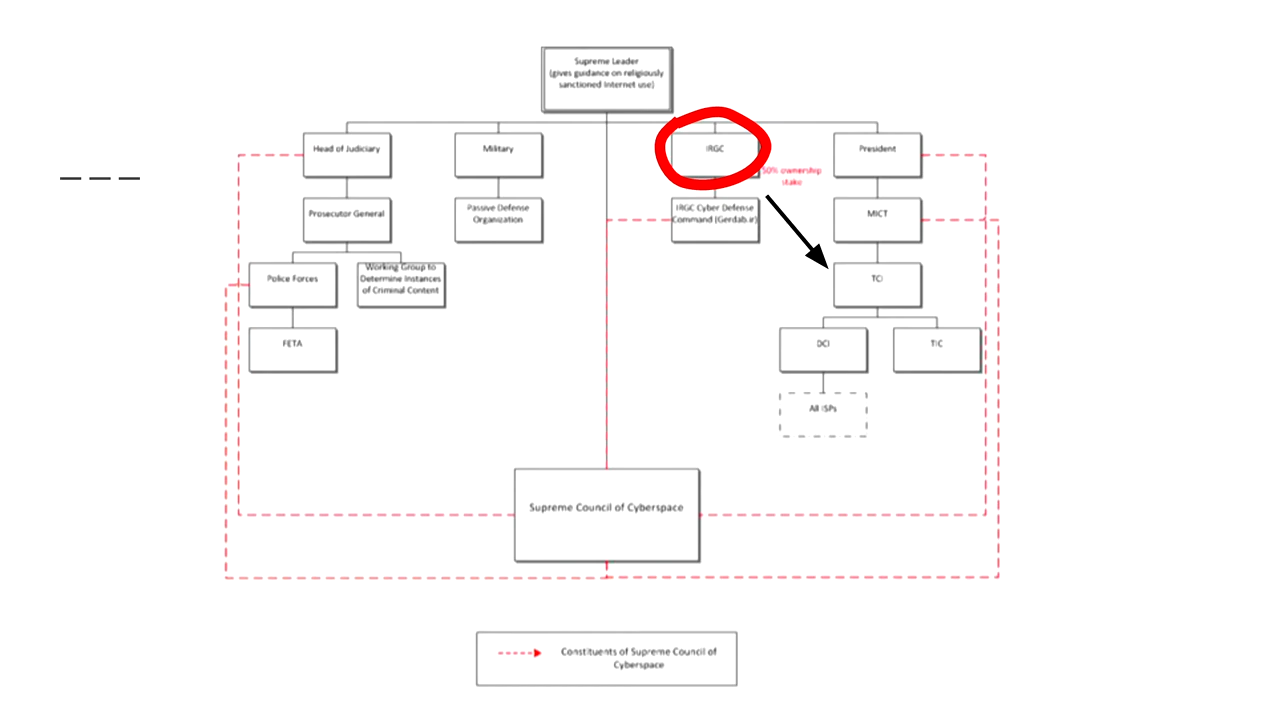 Supreme Leader
(gives guidance on religiously
sanctioned Internet use)
Head of Judiciary
Military
IRGC
President
50% ownership
stake
Prosecutor General
Passive Defense
Organization
IRGC Cyber Defense
Command (Gerdab.ir)
MICT
Police Forces
Working Group to
Determine Instances
of Criminal Content
TCI
FETA
DCI
TIC
All ISPs
Supreme Council of Cyberspace
Constituents of Supreme Council of
Cyberspace